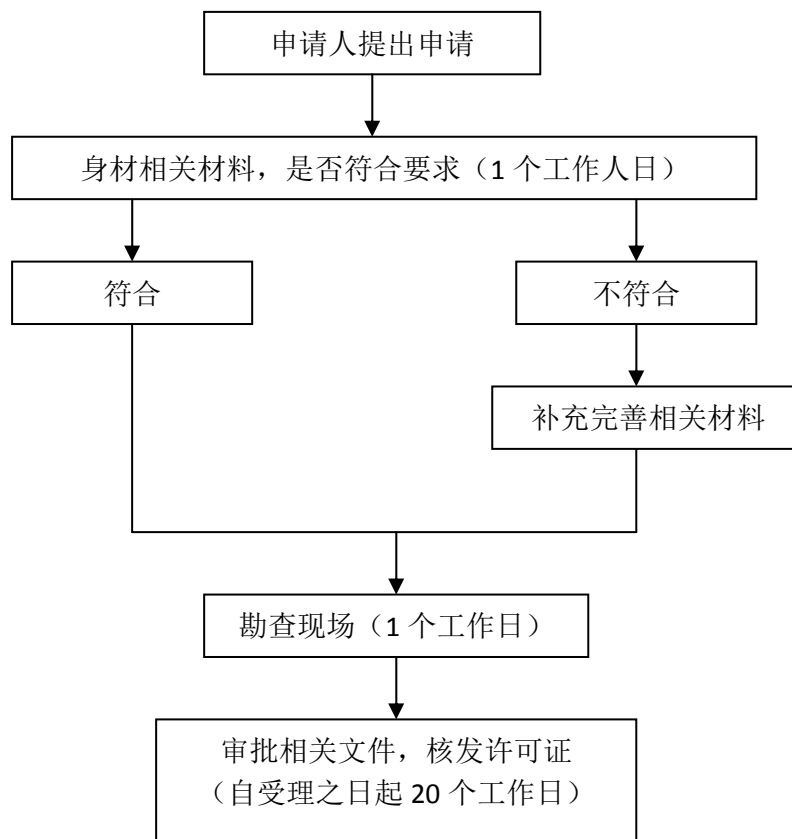 申请人提出申请
身材相关材料，是否符合要求（1 个工作人日）
符合
不符合
补充完善相关材料
勘查现场（1 个工作日）
审批相关文件，核发许可证
（自受理之日起 20 个工作日）